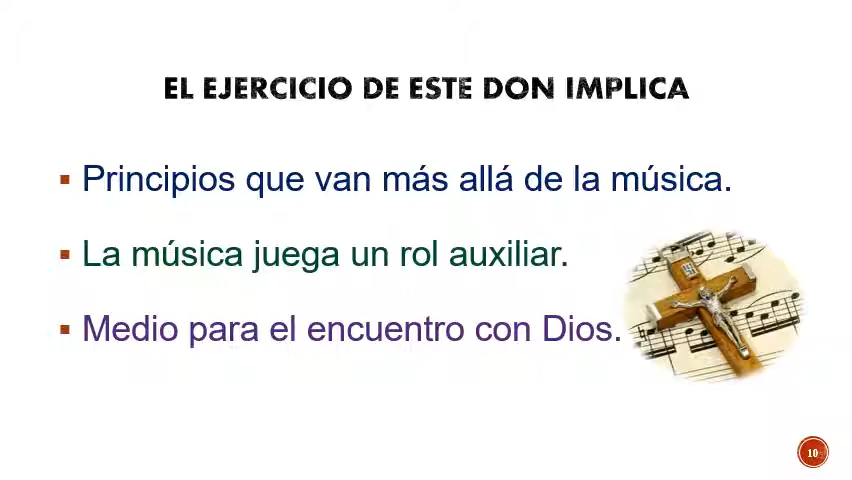 EL EJERCICIO DE ESTE DON IMPLICA
Principios que van más allá de la música.
La música juega un rol auxiliar.
Medio para el encuentro con Dios.
10